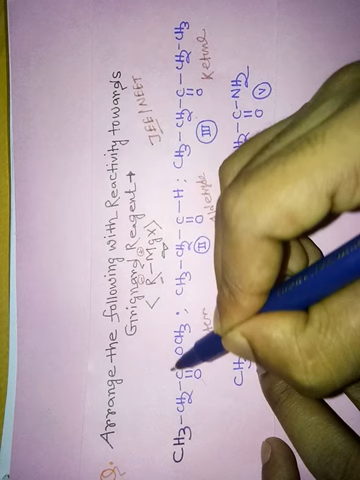 Q. Arrange the following with Reactivity towards
Grignard Reagent →
< R–MgX >
JEE/NEET
CH3–CH2–C–OCH3 ; CH3–CH2–C–H ; CH3–CH2–C–CH2–CH3
O O O
II Aldehyde III Ketone
C–NH2
O
V